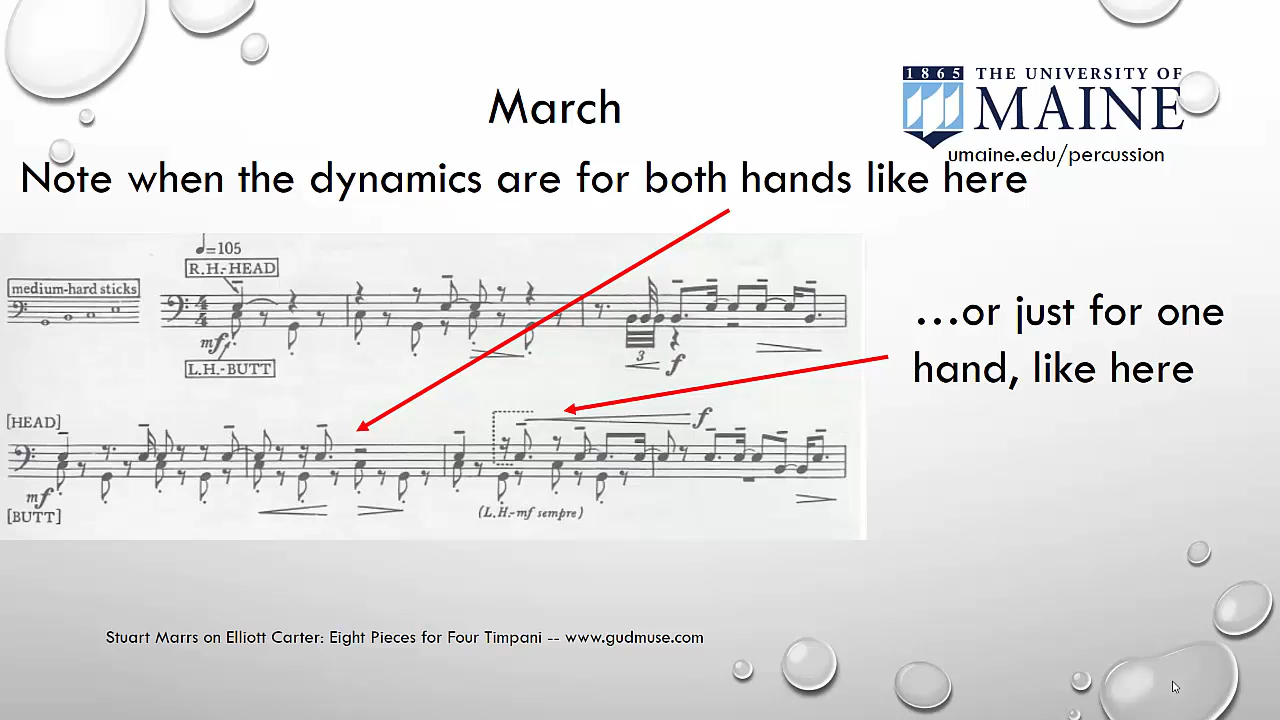 1865 THE UNIVERSITY OF
MAINE
March
umaine.edu/percussion
Note when the dynamics are for both hands like here
♩=105
R.H.-HEAD
medium-hard sticks
4
4
mf
3
f
L.H.-BUTT
…or just for one
hand, like here
[HEAD]
f
mf
[BUTT]
(L.H.-mf sempre)
Stuart Marrs on Elliott Carter: Eight Pieces for Four Timpani -- www.gudmuse.com